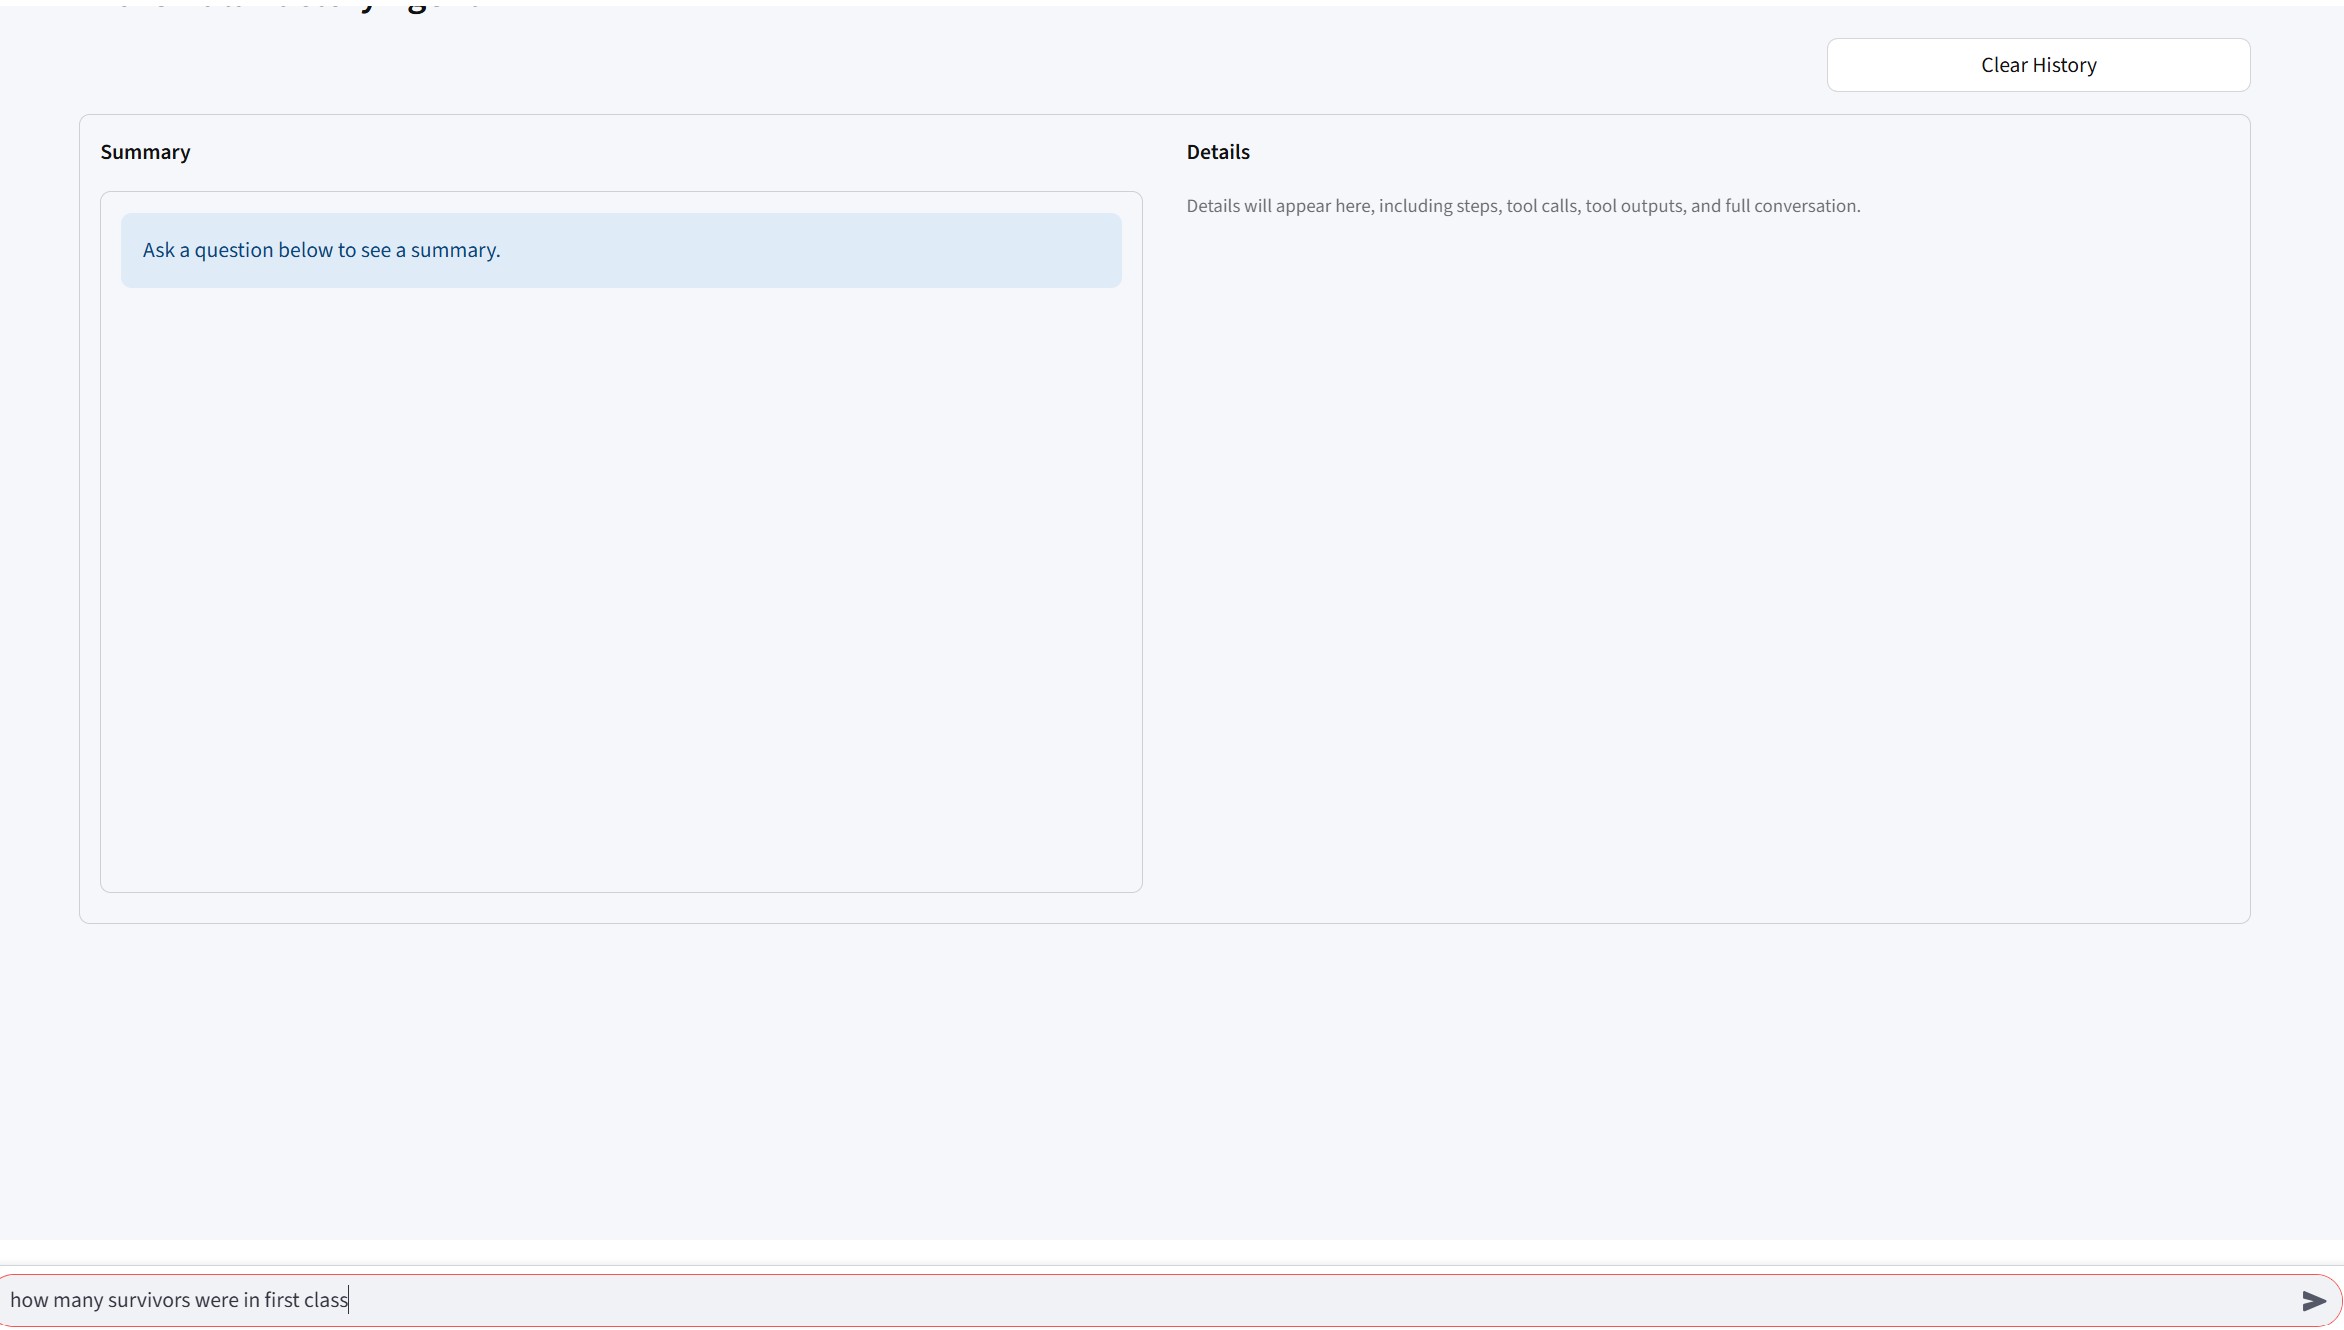 Clear History
Summary
Details
Ask a question below to see a summary.
Details will appear here, including steps, tool calls, tool outputs, and full conversation.
how many survivors were in first class